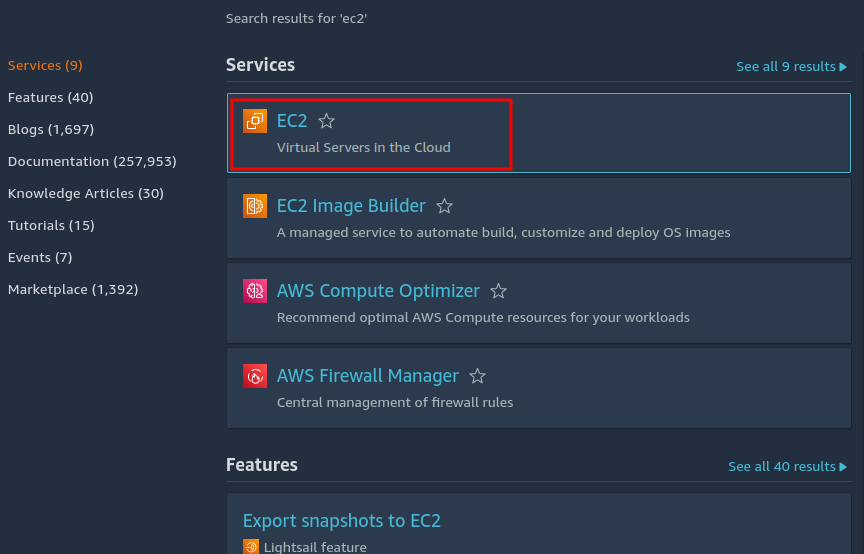 Search results for 'ec2'
Services (9)
Features (40)
Blogs (1,697)
Documentation (257,953)
Knowledge Articles (30)
Tutorials (15)
Events (7)
Marketplace (1,392)
Services
See all 9 results
EC2
Virtual Servers in the Cloud
EC2 Image Builder
A managed service to automate build, customize and deploy OS images
AWS Compute Optimizer
Recommend optimal AWS Compute resources for your workloads
AWS Firewall Manager
Central management of firewall rules
Features
See all 40 results
Export snapshots to EC2
Lightsail feature